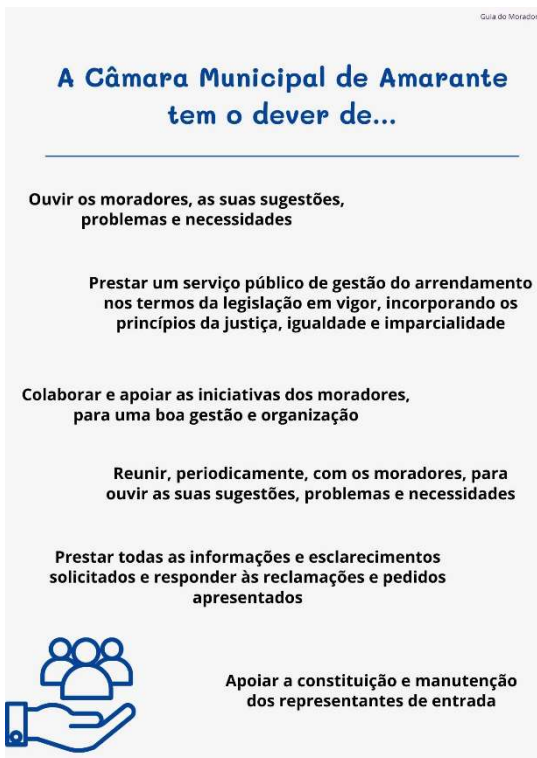 Guia do Morador
A Câmara Municipal de Amarante
tem o dever de...
Ouvir os moradores, as suas sugestões,
problemas e necessidades
Prestar um serviço público de gestão do arrendamento
nos termos da legislação em vigor, incorporando os
princípios da justiça, igualdade e imparcialidade
Colaborar e apoiar as iniciativas dos moradores,
para uma boa gestão e organização
Reunir, periodicamente, com os moradores, para
ouvir as suas sugestões, problemas e necessidades
Prestar todas as informações e esclarecimentos
solicitados e responder às reclamações e pedidos
apresentados
Apoiar a constituição e manutenção
dos representantes de entrada